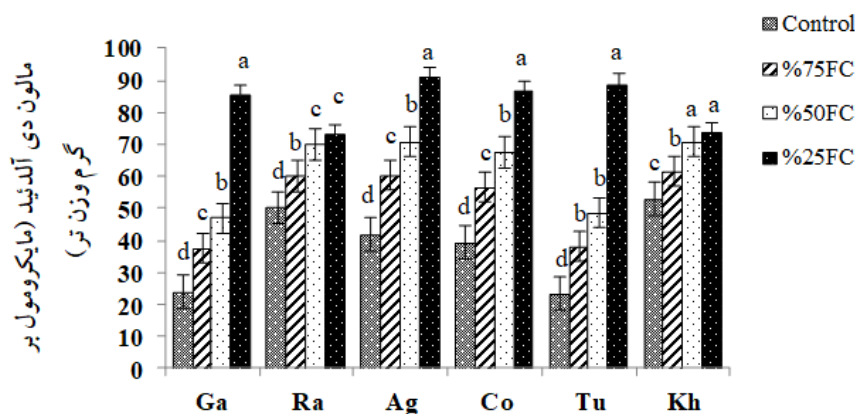 مالون دی آلدئید (مایکرومول بر
گرم وزن تر)
100
90
80
70
60
50
40
30
20
10
0
d c b a
d b c c
d c b a
d c b a
d b b a
c b a a
Ga Ra Ag Co Tu Kh
Control
%75FC
%50FC
%25FC